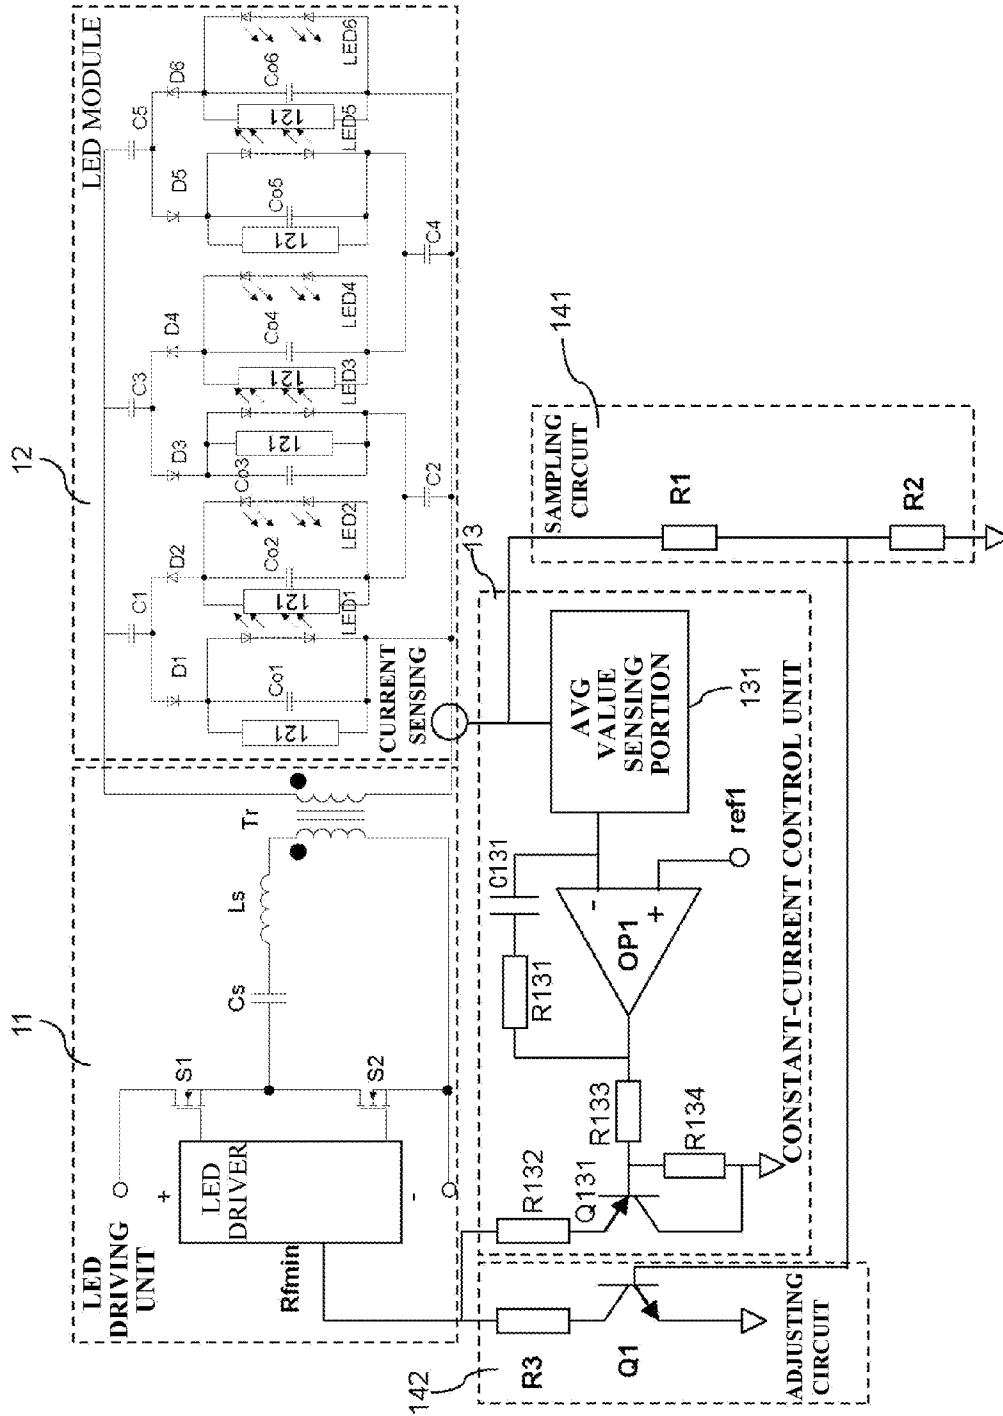 11
12
LED
DRIVING
UNIT
+
-
LED
DRIVER
Rfmin
S1
S2
Cs
Ls
Tr
LED MODULE
C1
C3
C5
D1
D2
D3
D4
D5
D6
121
Co1
LED1
121
Co2
LED2
Co3
121
LED3
121
Co4
LED4
121
Co5
LED5
121
Co6
LED6
C2
C4
CURRENT
SENSING
142
R3
Q1
ADJUSTING
CIRCUIT
R132
Q131
R133
R134
R131
C131
OP1
-
+
ref1
AVG
VALUE
SENSING
PORTION
131
13
CONSTANT-CURRENT CONTROL UNIT
SAMPLING
CIRCUIT
141
R1
R2